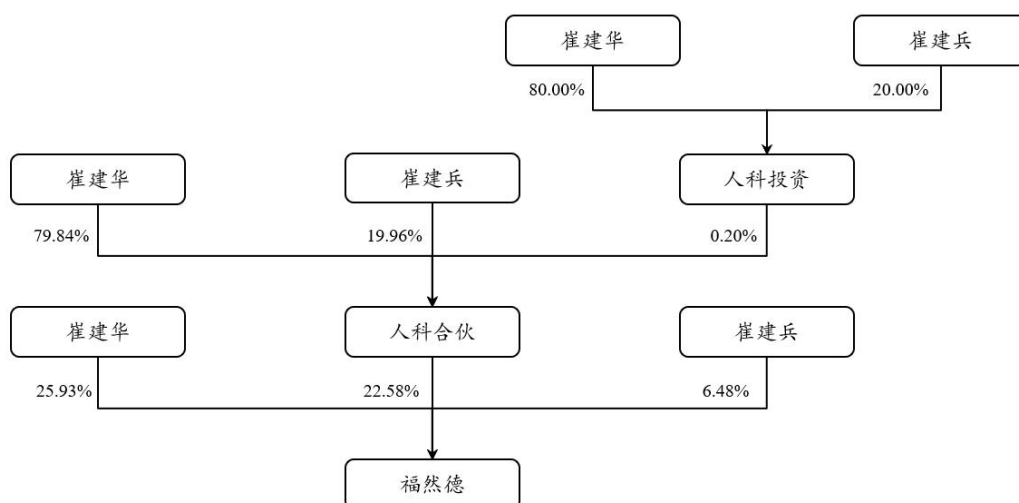 崔建华
崔建兵
80.00%
20.00%
崔建华
崔建兵
人科投资
79.84%
19.96%
0.20%
崔建华
人科合伙
崔建兵
25.93%
22.58%
6.48%
福然德